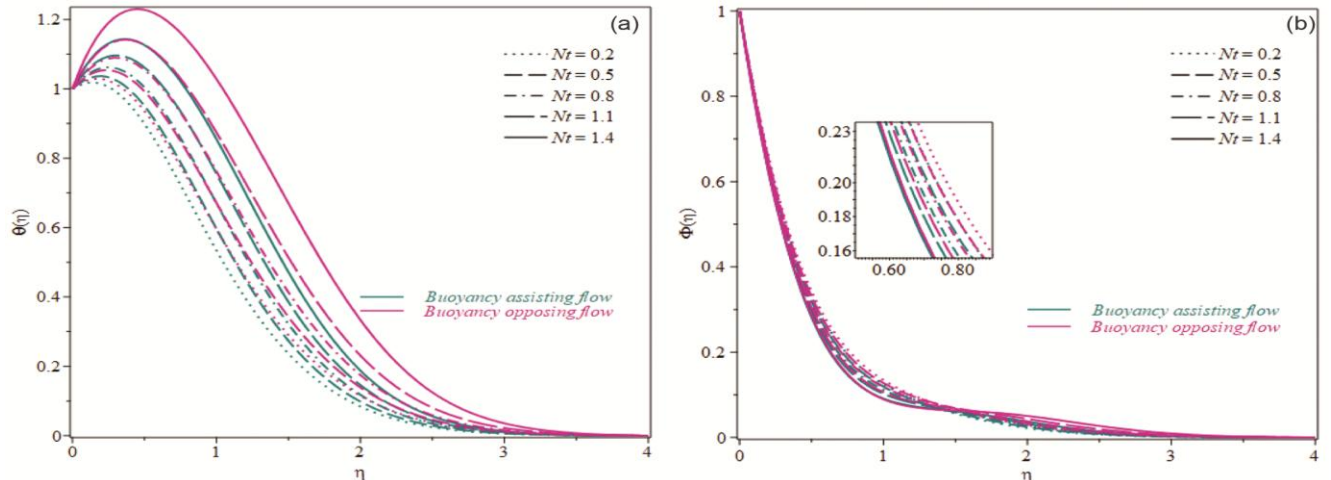 (a)
1.2
1
0.8
0.6
0.4
0.2
0
θ(η)
0
1
2
3
4
η
Nt = 0.2
Nt = 0.5
Nt = 0.8
Nt = 1.1
Nt = 1.4
Buoyancy assisting flow
Buoyancy opposing flow
(b)
1
0.8
0.6
0.4
0.2
0
Φ(η)
0
1
2
3
4
η
Nt = 0.2
Nt = 0.5
Nt = 0.8
Nt = 1.1
Nt = 1.4
0.23
0.20
0.18
0.16
0.60
0.80
Buoyancy assisting flow
Buoyancy opposing flow